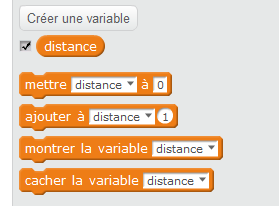 Créer une variable
distance
mettre distance à 0
ajouter à distance 1
montrer la variable distance
cacher la variable distance